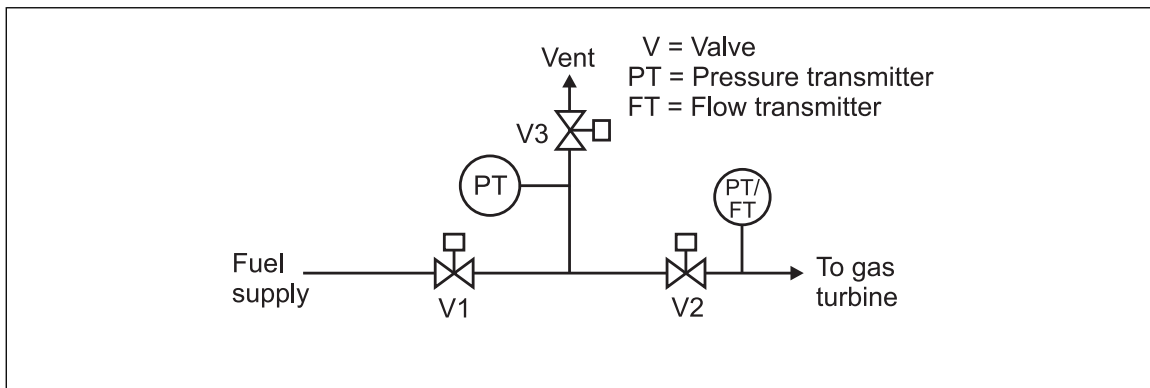 V = Valve
PT = Pressure transmitter
FT = Flow transmitter
Vent
V3
PT
PT/
FT
Fuel
supply
V1
V2
To gas
turbine